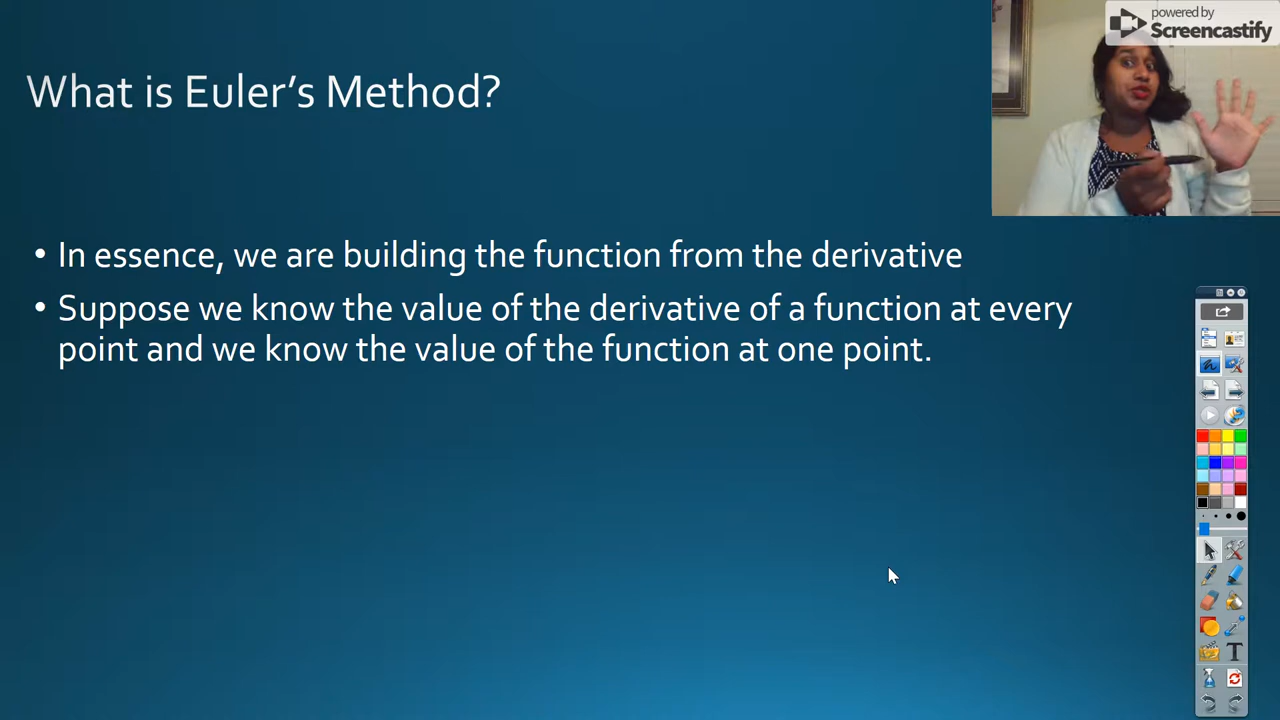 powered by
Screencastify
What is Euler’s Method?
• In essence, we are building the function from the derivative
• Suppose we know the value of the derivative of a function at every
point and we know the value of the function at one point.
T